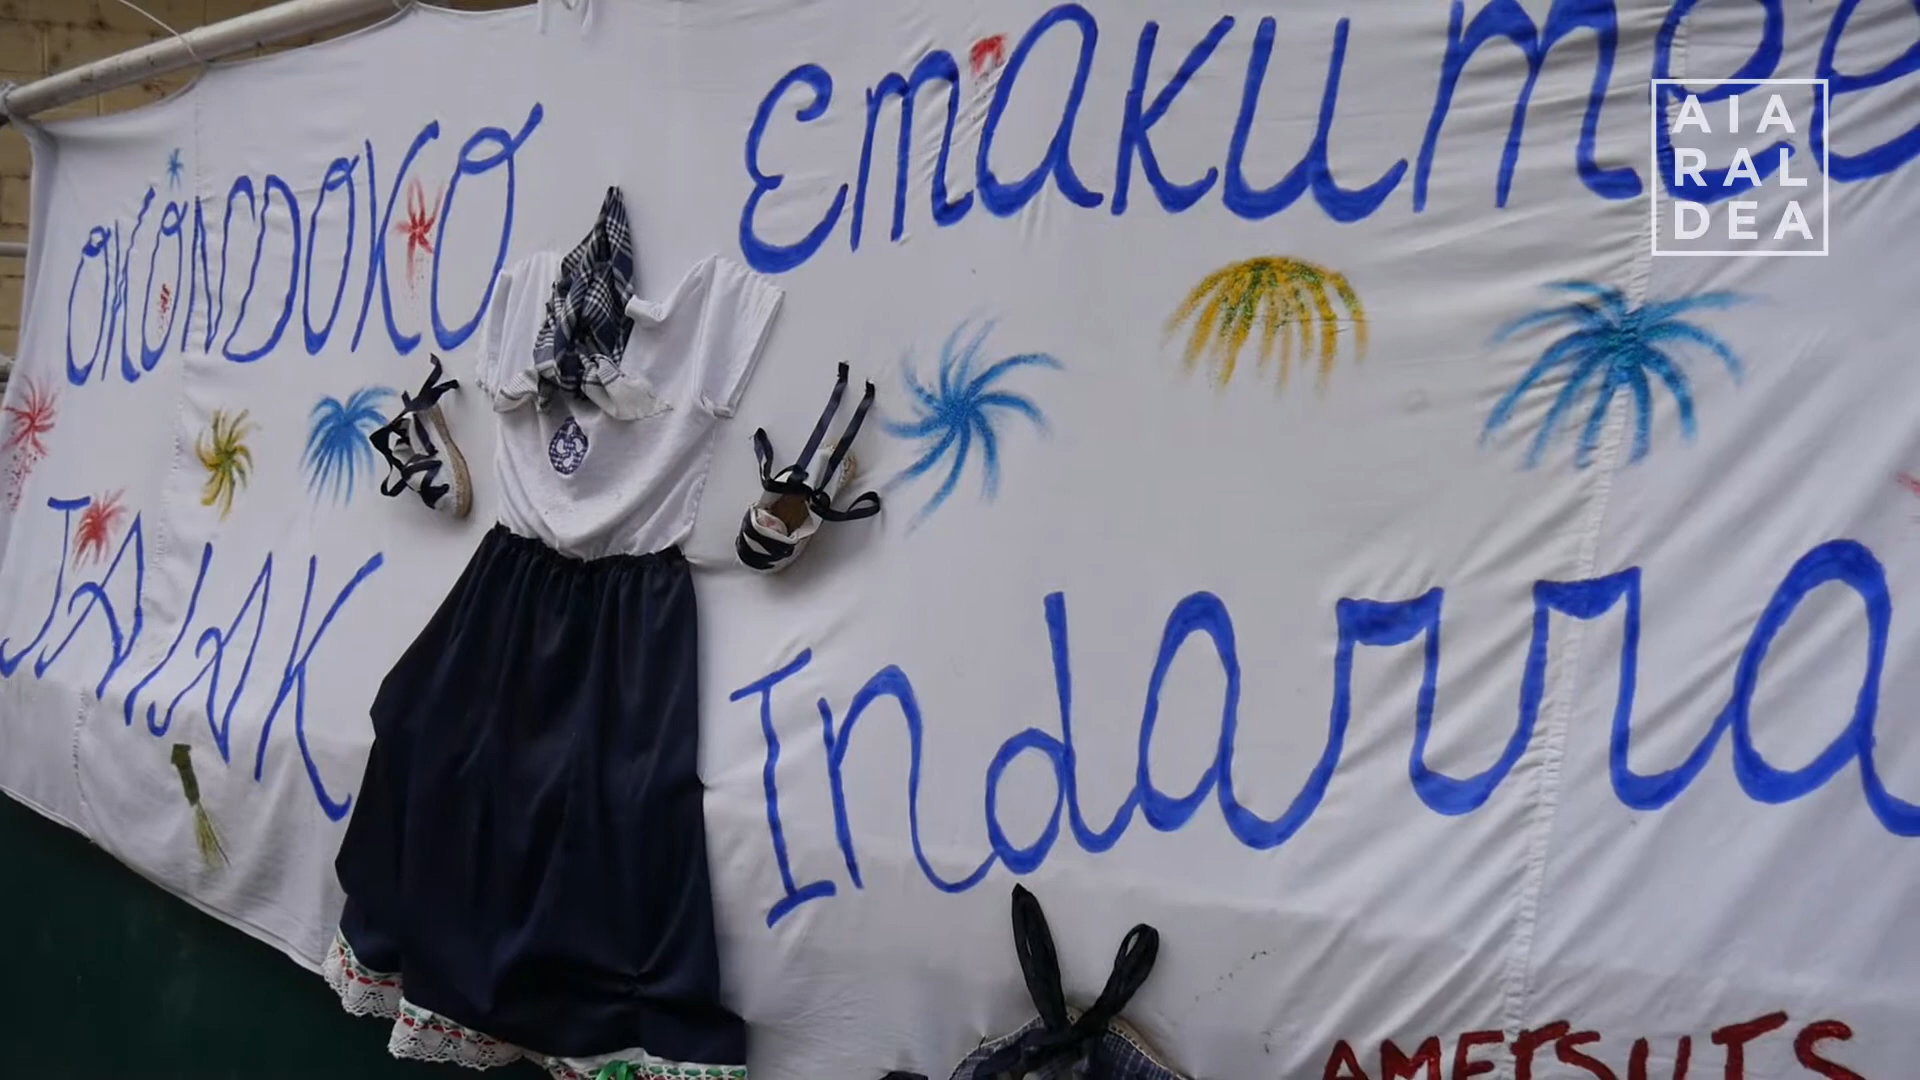 OKONDOKO
JAIAK
Emakumee
Indarra
AMETSUTS
AIA
RAL
DEA